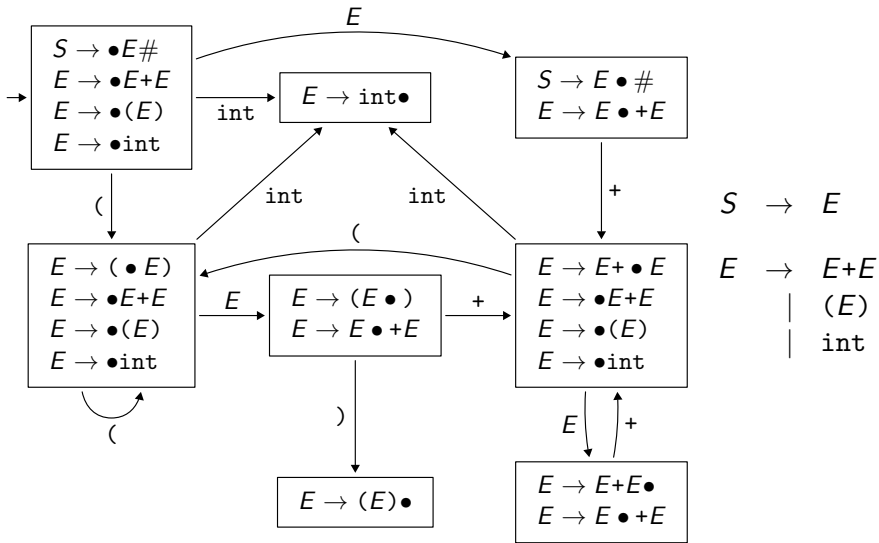 E
S → •E#
E → •E+E
E → •(E)
E → •int
int
E → int•
S → E • #
E → E • +E
(
int
int
+
S → E
E → E+E
| (E)
| int
E → ( • E)
E → •E+E
E → •(E)
E → •int
(
E
E → (E • )
E → E • +E
+
E → E+ • E
E → •E+E
E → •(E)
E → •int
(
)
E
+
E → (E)•
E → E+E•
E → E • +E